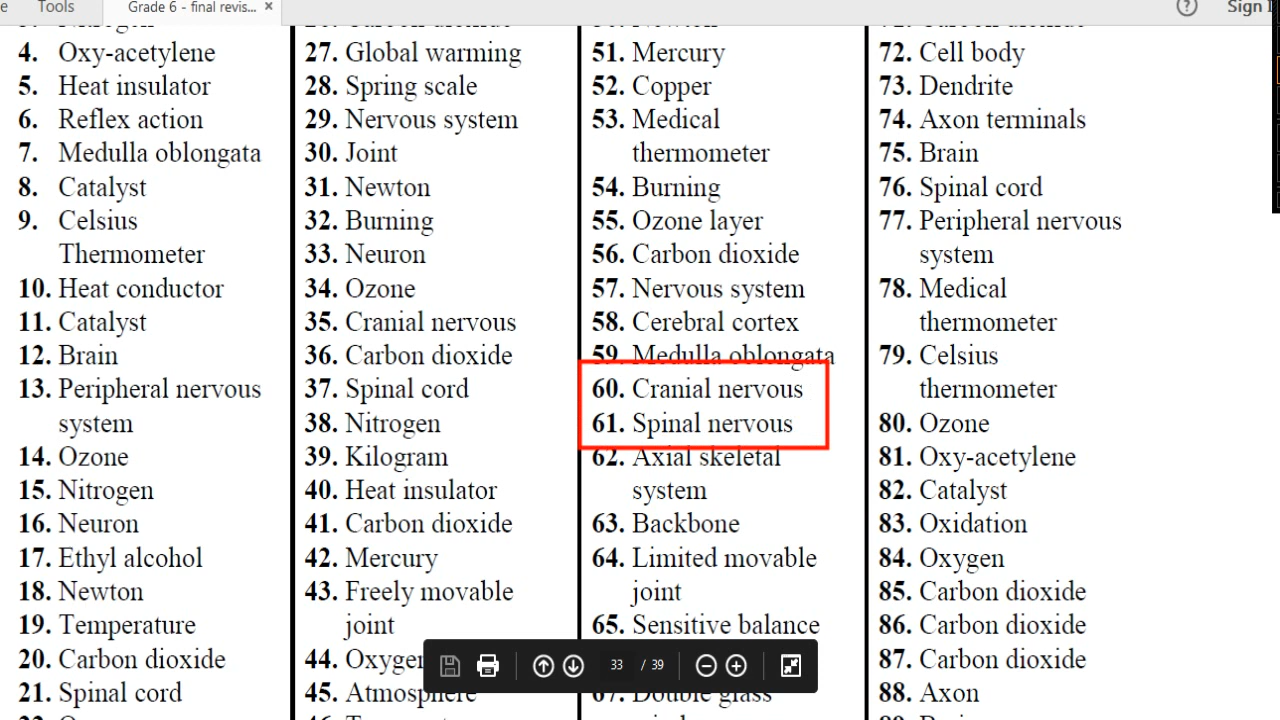 Tools
Grade 6 - final revis...
Sign I
4. Oxy-acetylene
5. Heat insulator
6. Reflex action
7. Medulla oblongata
8. Catalyst
9. Celsius
Thermometer
10. Heat conductor
11. Catalyst
12. Brain
13. Peripheral nervous
system
14. Ozone
15. Nitrogen
16. Neuron
17. Ethyl alcohol
18. Newton
19. Temperature
20. Carbon dioxide
21. Spinal cord
27. Global warming
28. Spring scale
29. Nervous system
30. Joint
31. Newton
32. Burning
33. Neuron
34. Ozone
35. Cranial nervous
36. Carbon dioxide
37. Spinal cord
38. Nitrogen
39. Kilogram
40. Heat insulator
41. Carbon dioxide
42. Mercury
43. Freely movable
joint
44. Oxygen
45. Atmosphere
51. Mercury
52. Copper
53. Medical
thermometer
54. Burning
55. Ozone layer
56. Carbon dioxide
57. Nervous system
58. Cerebral cortex
59. Medulla oblongata
60. Cranial nervous
61. Spinal nervous
62. Axial skeletal
system
63. Backbone
64. Limited movable
joint
65. Sensitive balance
67. Double glass
72. Cell body
73. Dendrite
74. Axon terminals
75. Brain
76. Spinal cord
77. Peripheral nervous
system
78. Medical
thermometer
79. Celsius
thermometer
80. Ozone
81. Oxy-acetylene
82. Catalyst
83. Oxidation
84. Oxygen
85. Carbon dioxide
86. Carbon dioxide
87. Carbon dioxide
88. Axon
33 / 39